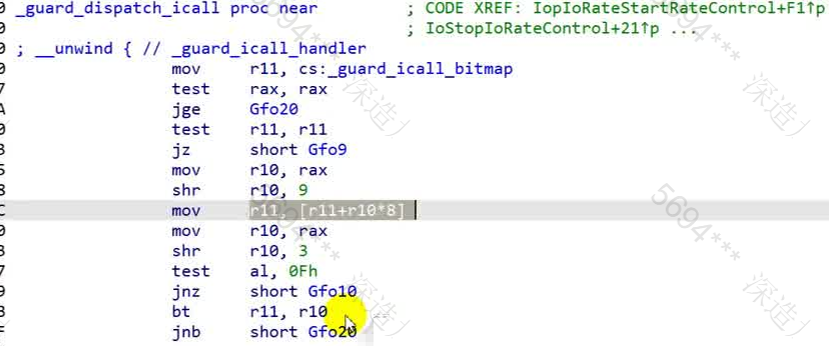 0 _guard_dispatch_icall proc near ; CODE XREF: IopIoRateStartRateControl+F1↑p
0 ; IoStopIoRateControl+21↑p ...
0 ; __unwind { // _guard_icall_handler
0 mov r11, cs:_guard_icall_bitmap
7 test rax, rax
A jge Gfo20
0 test r11, r11
3 jz short Gfo9
5 mov r10, rax
8 shr r10, 9
C mov r11, [r11+r10*8]
0 mov r10, rax
3 shr r10, 3
7 test al, 0Fh
9 jnz short Gfo10
B bt r11, r10
F jnb short Gfo20
5694*** 深造
5694*** 深造
5694*** 深造
5694*** 深造